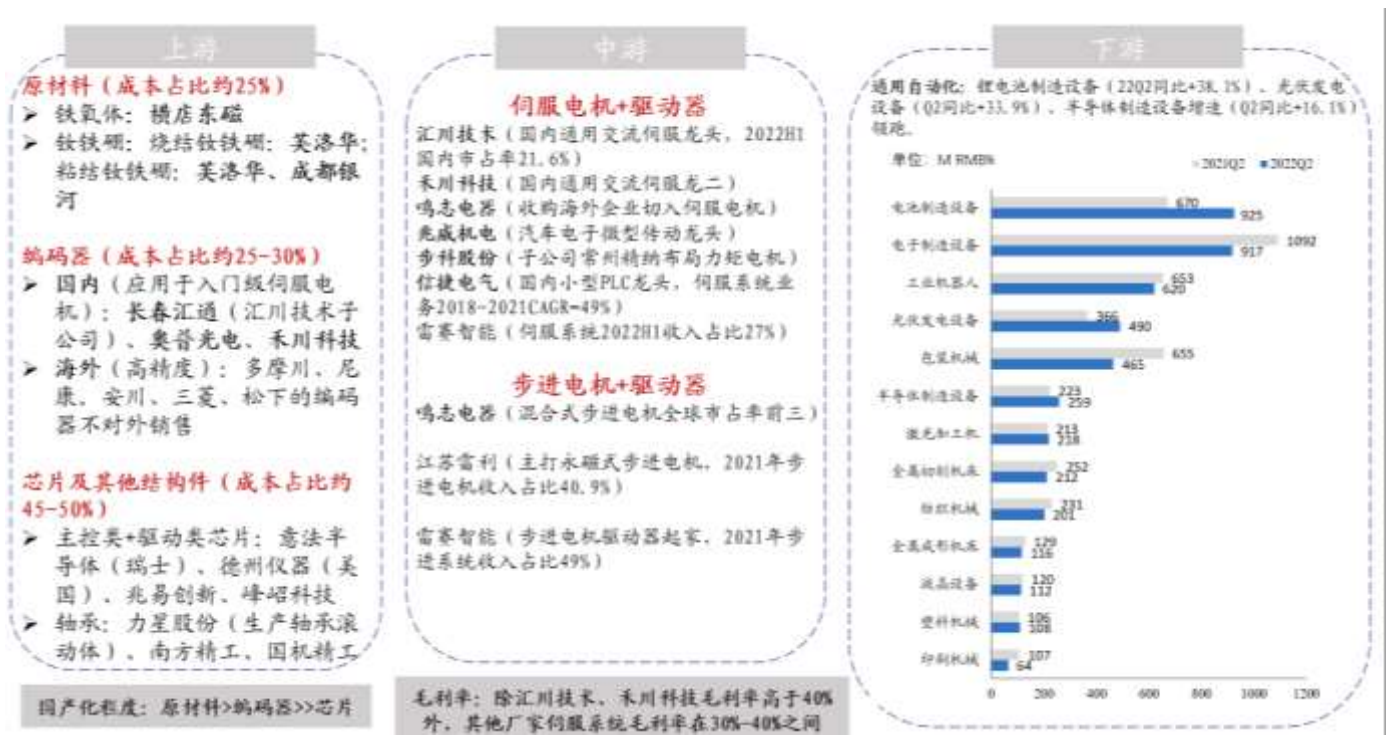 上游
原材料（成本占比约25%）
➤ 铁氧体：横店东磁
➤ 钕铁硼：烧结钕铁硼：英洛华；
粘结钕铁硼：英洛华、成都银
河
编码器（成本占比约25-30%）
➤ 国内（应用于入门级伺服电
机）：长春汇通（汇川技术子
公司）、奥普光电、禾川科技
➤ 海外（高精度）：多摩川、尼
康，安川、三菱、松下的编码
器不对外销售
芯片及其他结构件（成本占比约
45-50%）
➤ 主控类+驱动类芯片：意法半
导体（瑞士）、德州仪器（美
国）、兆易创新、峰岹科技
➤ 轴承：力星股份（生产轴承滚
动体）、南方精工、国机精工
国产化程度：原材料>编码器>>芯片
中游
伺服电机+驱动器
汇川技术（国内通用交流伺服龙头，2022H1
国内市占率21.6%）
禾川科技（国内通用交流伺服龙二）
鸣志电器（收购海外企业切入伺服电机）
兆威机电（汽车电子微型传动龙头）
步科股份（子公司常州精纳布局力矩电机）
信捷电气（国内小型PLC龙头，伺服系统业
务2018-2021CAGR=49%）
雷赛智能（伺服系统2022H1收入占比27%）
步进电机+驱动器
鸣志电器（混合式步进电机全球市占率前三）
江苏雷利（主打永磁式步进电机，2021年步
进电机收入占比40.9%）
雷赛智能（步进电机驱动器起家，2021年步
进系统收入占比49%）
毛利率：除汇川技术、禾川科技毛利率高于40%
外，其他厂家伺服系统毛利率在30%-40%之间
下游
通用自动化：锂电池制造设备（22Q2同比+38.1%）、光伏发电
设备（Q2同比+33.9%）、半导体制造设备增速（Q2同比+16.1%）
领跑。
单位：M RMB%
2021Q2 2022Q2
电池制造设备 670 925
电子制造设备 1092 917
工业机器人 653 620
光伏发电设备 366 490
包装机械 655 465
半导体制造设备 223 259
激光加工机 213 218
金属切削机床 252 212
纺织机械 231 201
金属成形机床 129 116
液晶设备 120 112
塑料机械 106 108
印刷机械 107 64
0 200 400 600 800 1000 1200